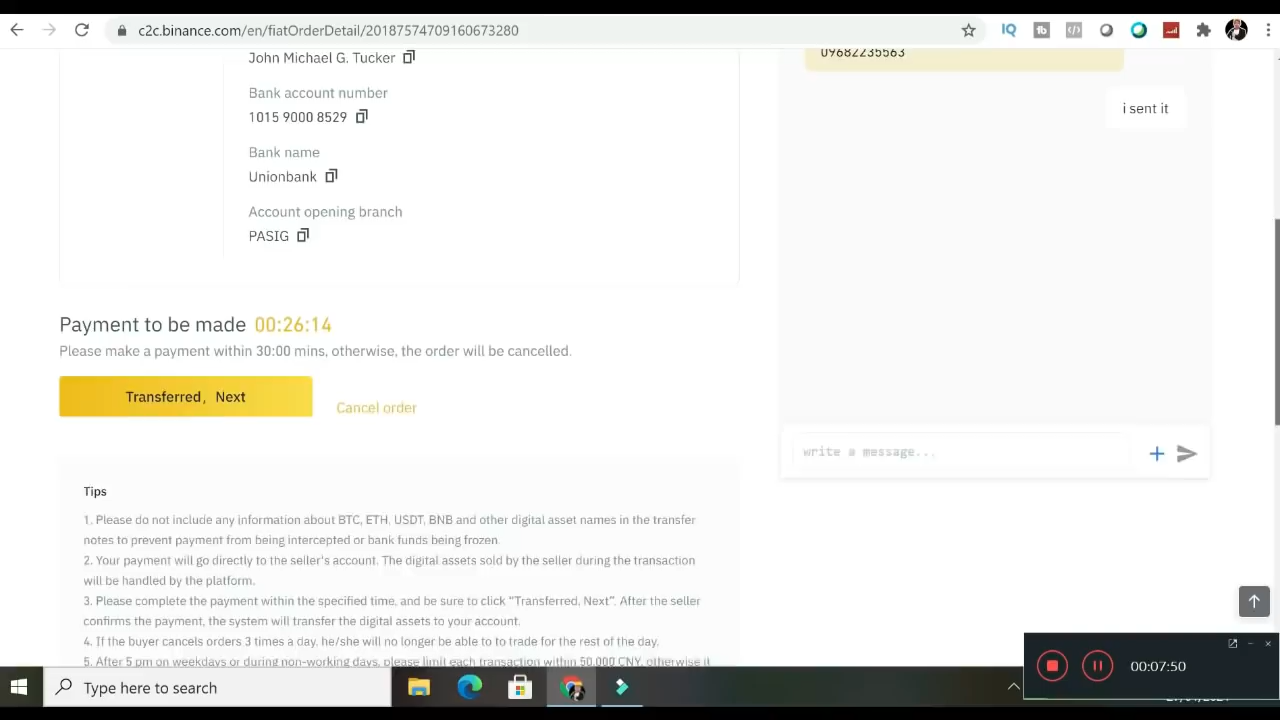 c2c.binance.com/en/fiatOrderDetail/20187574709160673280
John Michael G. Tucker
Bank account number
1015 9000 8529
Bank name
Unionbank
Account opening branch
PASIG
Payment to be made 00:26:14
Please make a payment within 30:00 mins, otherwise, the order will be cancelled.
Transferred, Next
Cancel order
Tips
1. Please do not include any information about BTC, ETH, USDT, BNB and other digital asset names in the transfer
notes to prevent payment from being intercepted or bank funds being frozen.
2. Your payment will go directly to the seller's account. The digital assets sold by the seller during the transaction
will be handled by the platform.
3. Please complete the payment within the specified time, and be sure to click “Transferred, Next”. After the seller
confirms the payment, the system will transfer the digital assets to your account.
4. If the buyer cancels orders 3 times a day, he/she will no longer be able to to trade for the rest of the day.
5. After 5 pm on weekdays or during non-working days, please limit each transaction within 50,000 CNY, otherwise it
09682235563
i sent it
write a message...
00:07:50
Type here to search